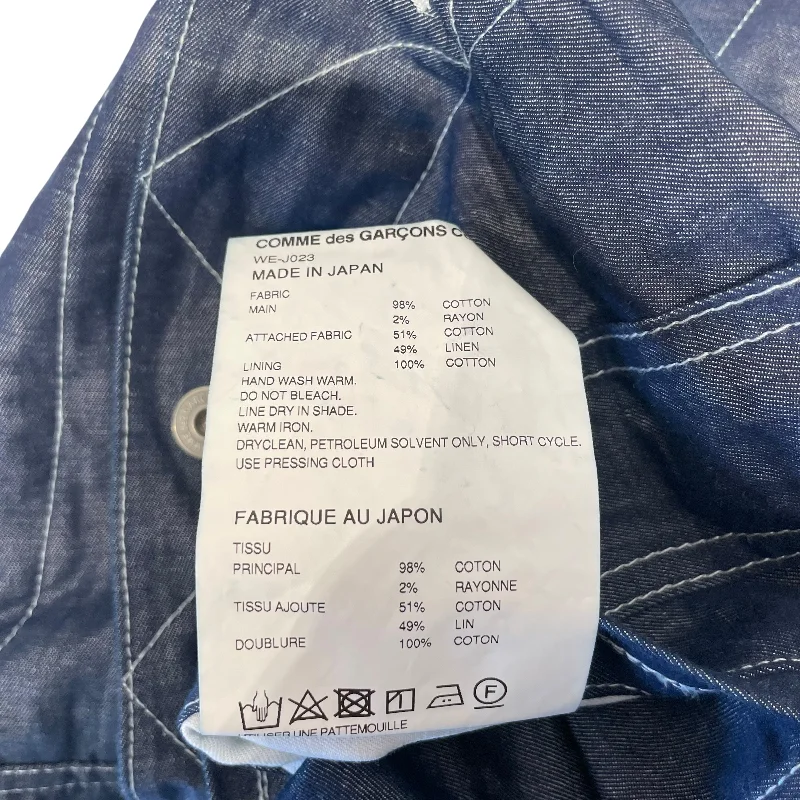 COMME des GARÇONS
WE-J023
MADE IN JAPAN
FABRIC
MAIN 98% COTTON
2% RAYON
ATTACHED FABRIC 51% COTTON
49% LINEN
LINING 100% COTTON
HAND WASH WARM.
DO NOT BLEACH.
LINE DRY IN SHADE.
WARM IRON.
DRYCLEAN, PETROLEUM SOLVENT ONLY, SHORT CYCLE.
USE PRESSING CLOTH
FABRIQUE AU JAPON
TISSU
PRINCIPAL 98% COTON
2% RAYONNE
TISSU AJOUTE 51% COTON
49% LIN
DOUBLURE 100% COTON
F
UTILISER UNE PATTEMOUILLE